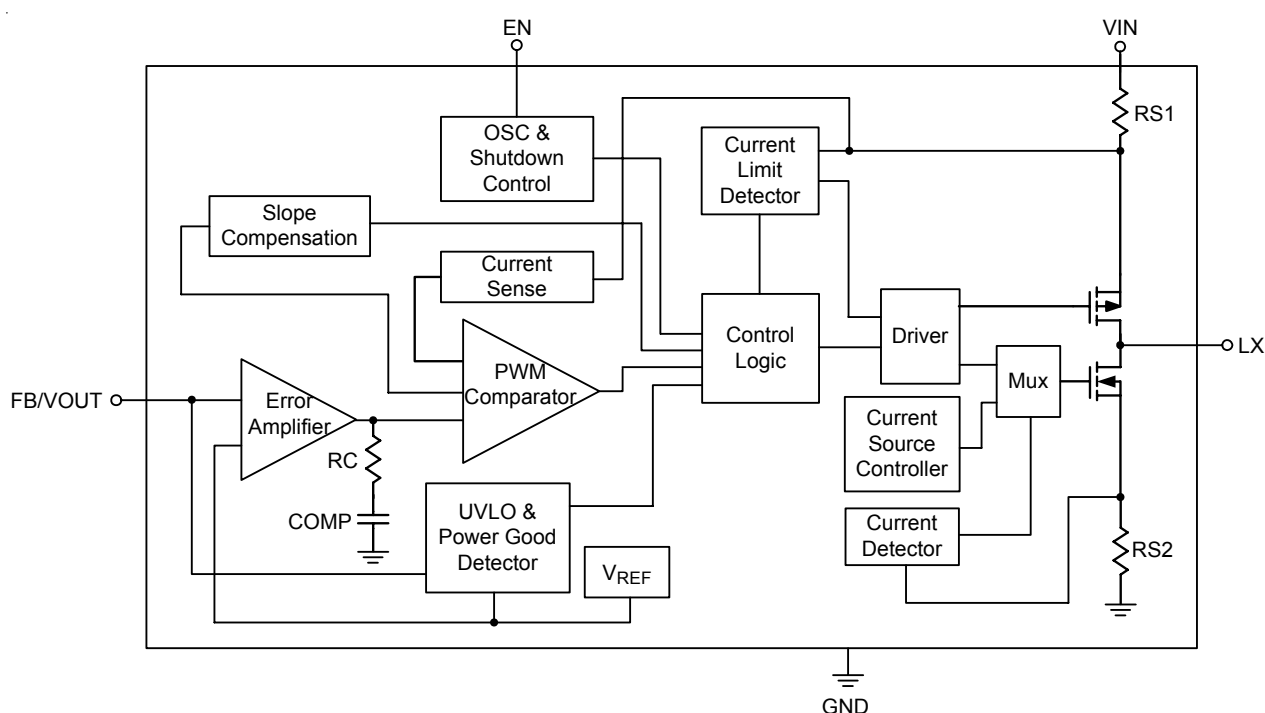 EN
VIN
RS1
OSC &
Shutdown
Control
Current
Limit
Detector
Slope
Compensation
Current
Sense
Control
Logic
Driver
LX
PWM
Comparator
Mux
FB/VOUT
Error
Amplifier
Current
Source
Controller
RC
COMP
UVLO &
Power Good
Detector
Current
Detector
RS2
VREF
GND